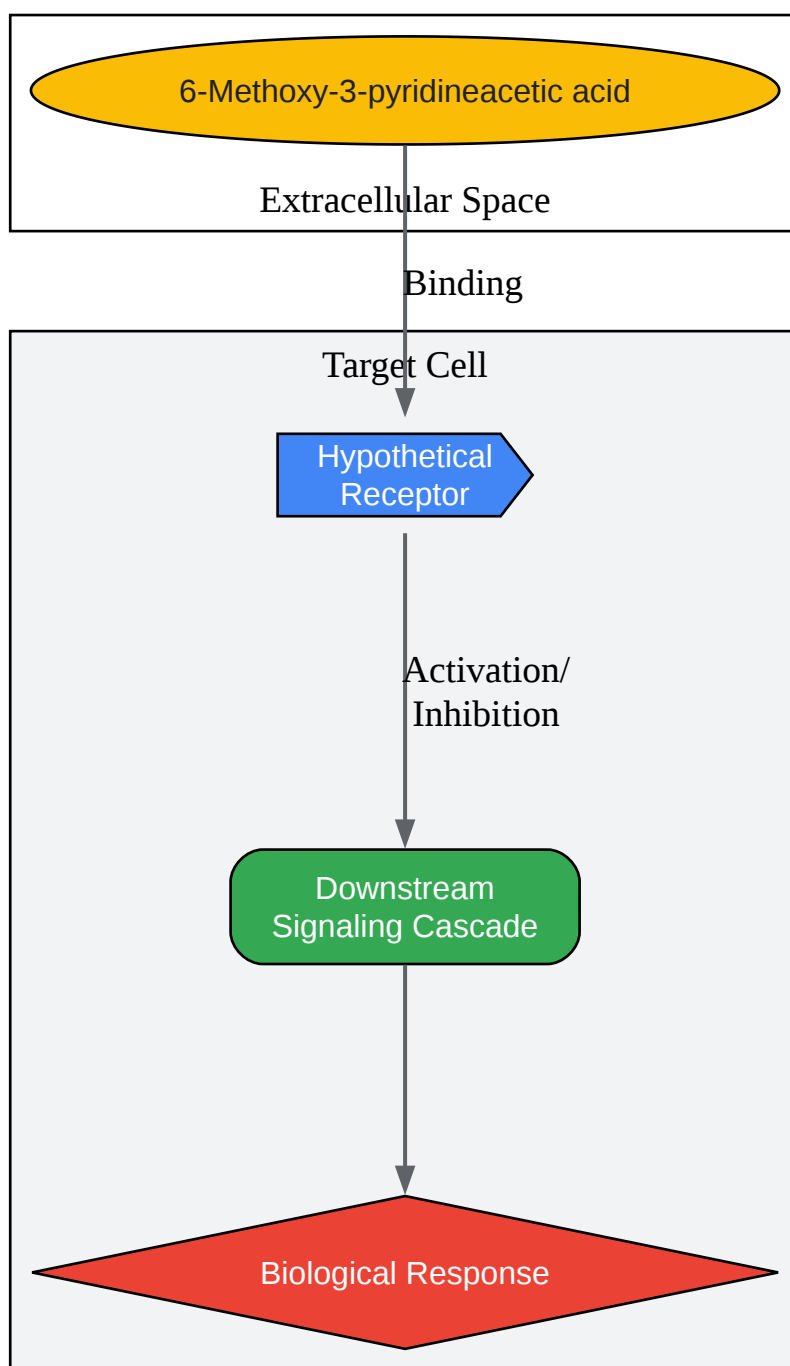 6-Methoxy-3-pyridineacetic acid
Extracellular Space
Binding
Target Cell
Hypothetical
Receptor
Activation/
Inhibition
Downstream
Signaling Cascade
Biological Response